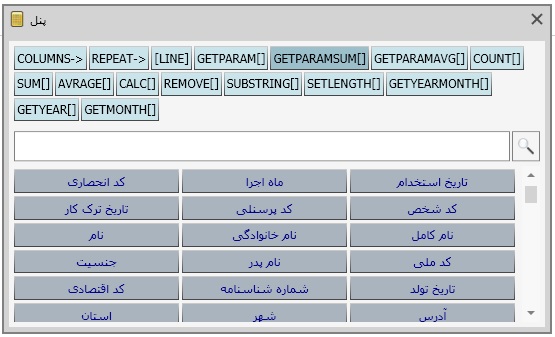 پنل
COLUMNS-> REPEAT-> [LINE] GETPARAM[] GETPARAMSUM[] GETPARAMAVG[] COUNT[]
SUM[] AVRAGE[] CALC[] REMOVE[] SUBSTRING[] SETLENGTH[] GETYEARMONTH[]
GETYEAR[] GETMONTH[]
تاریخ استخدام ماه اجرا کد انحصاری
کد شخص کد پرسنلی تاریخ ترک کار
نام کامل نام خانوادگی نام
کد ملی نام پدر جنسیت
تاریخ تولد شماره شناسنامه کد اقتصادی
آدرس شهر استان